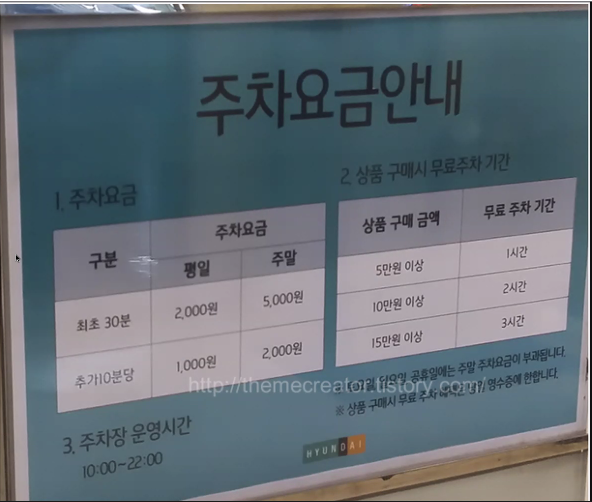 주차요금안내
1. 주차요금
구분 주차요금
평일 주말
최초 30분 2,000원 5,000원
추가10분당 1,000원 2,000원
3. 주차장 운영시간
10:00~22:00
2. 상품 구매시 무료주차 기간
상품 구매 금액 무료 주차 기간
5만원 이상 1시간
10만원 이상 2시간
15만원 이상 3시간
공휴일에는 주말 주차요금이 부과됩니다.
※ 상품 구매시 무료 주차 영수증에 한합니다.
http://themecreator.tistory.com
HYUNDAI